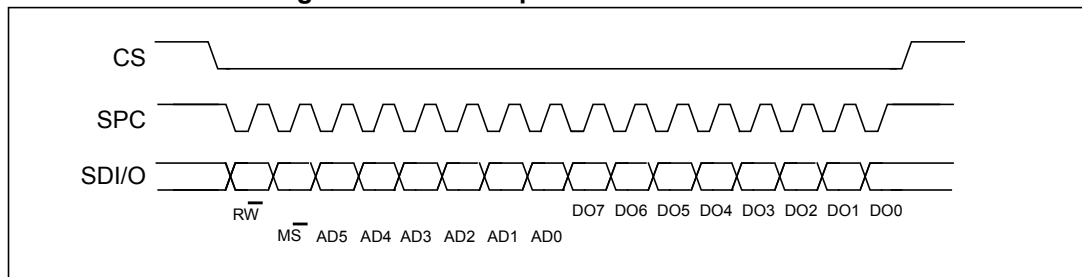 CS
SPC
SDI/O
RW
DO7 DO6 DO5 DO4 DO3 DO2 DO1 DO0
MS AD5 AD4 AD3 AD2 AD1 AD0